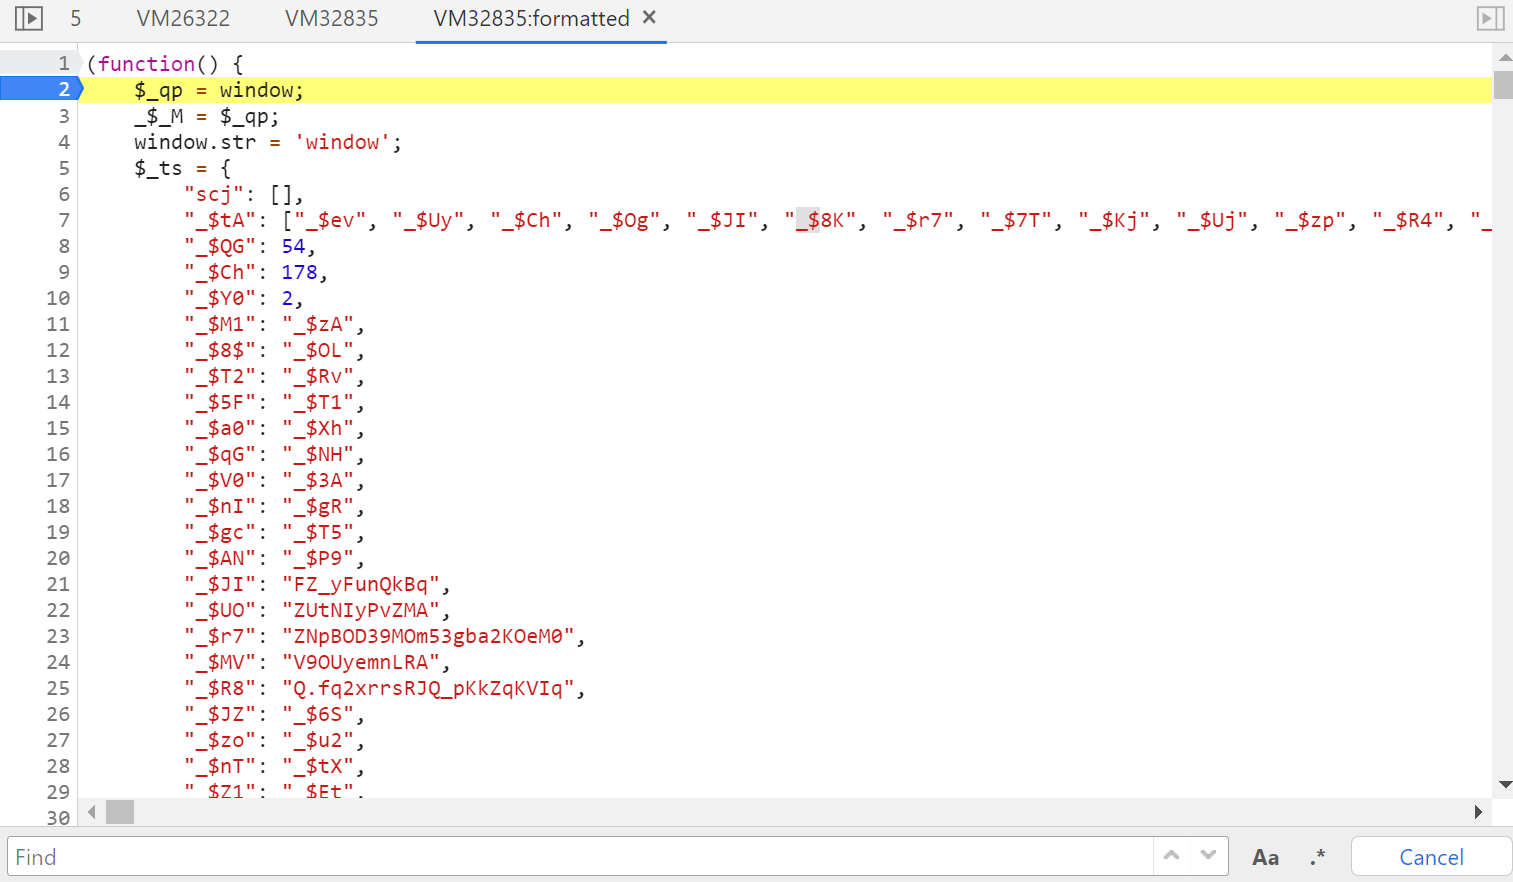 5 VM26322 VM32835 VM32835:formatted ×
1 (function() {
2 $_qp = window;
3 _$_M = $_qp;
4 window.str = 'window';
5 $_ts = {
6 "scj": [],
7 "_$tA": ["_$ev", "_$Uy", "_$Ch", "_$Og", "_$JI", "_$8K", "_$r7", "_$7T", "_$Kj", "_$Uj", "_$zp", "_$R4", "_
8 "_$QG": 54,
9 "_$Ch": 178,
10 "_$Y0": 2,
11 "_$M1": "_$zA",
12 "_$8$": "_$OL",
13 "_$T2": "_$Rv",
14 "_$5F": "_$T1",
15 "_$a0": "_$Xh",
16 "_$qG": "_$NH",
17 "_$V0": "_$3A",
18 "_$nI": "_$gR",
19 "_$gc": "_$T5",
20 "_$AN": "_$P9",
21 "_$JI": "FZ_yFunQkBq",
22 "_$UO": "ZUtNIyPvZMA",
23 "_$r7": "ZNpBOD39MOm53gba2KOeM0",
24 "_$MV": "V9OUyemnLRA",
25 "_$R8": "Q.fq2xrrsRJQ_pKkZqKVIq",
26 "_$JZ": "_$6S",
27 "_$zo": "_$u2",
28 "_$nT": "_$tX",
29 "_$Z1": "_$Et",
30
Find Aa .* Cancel